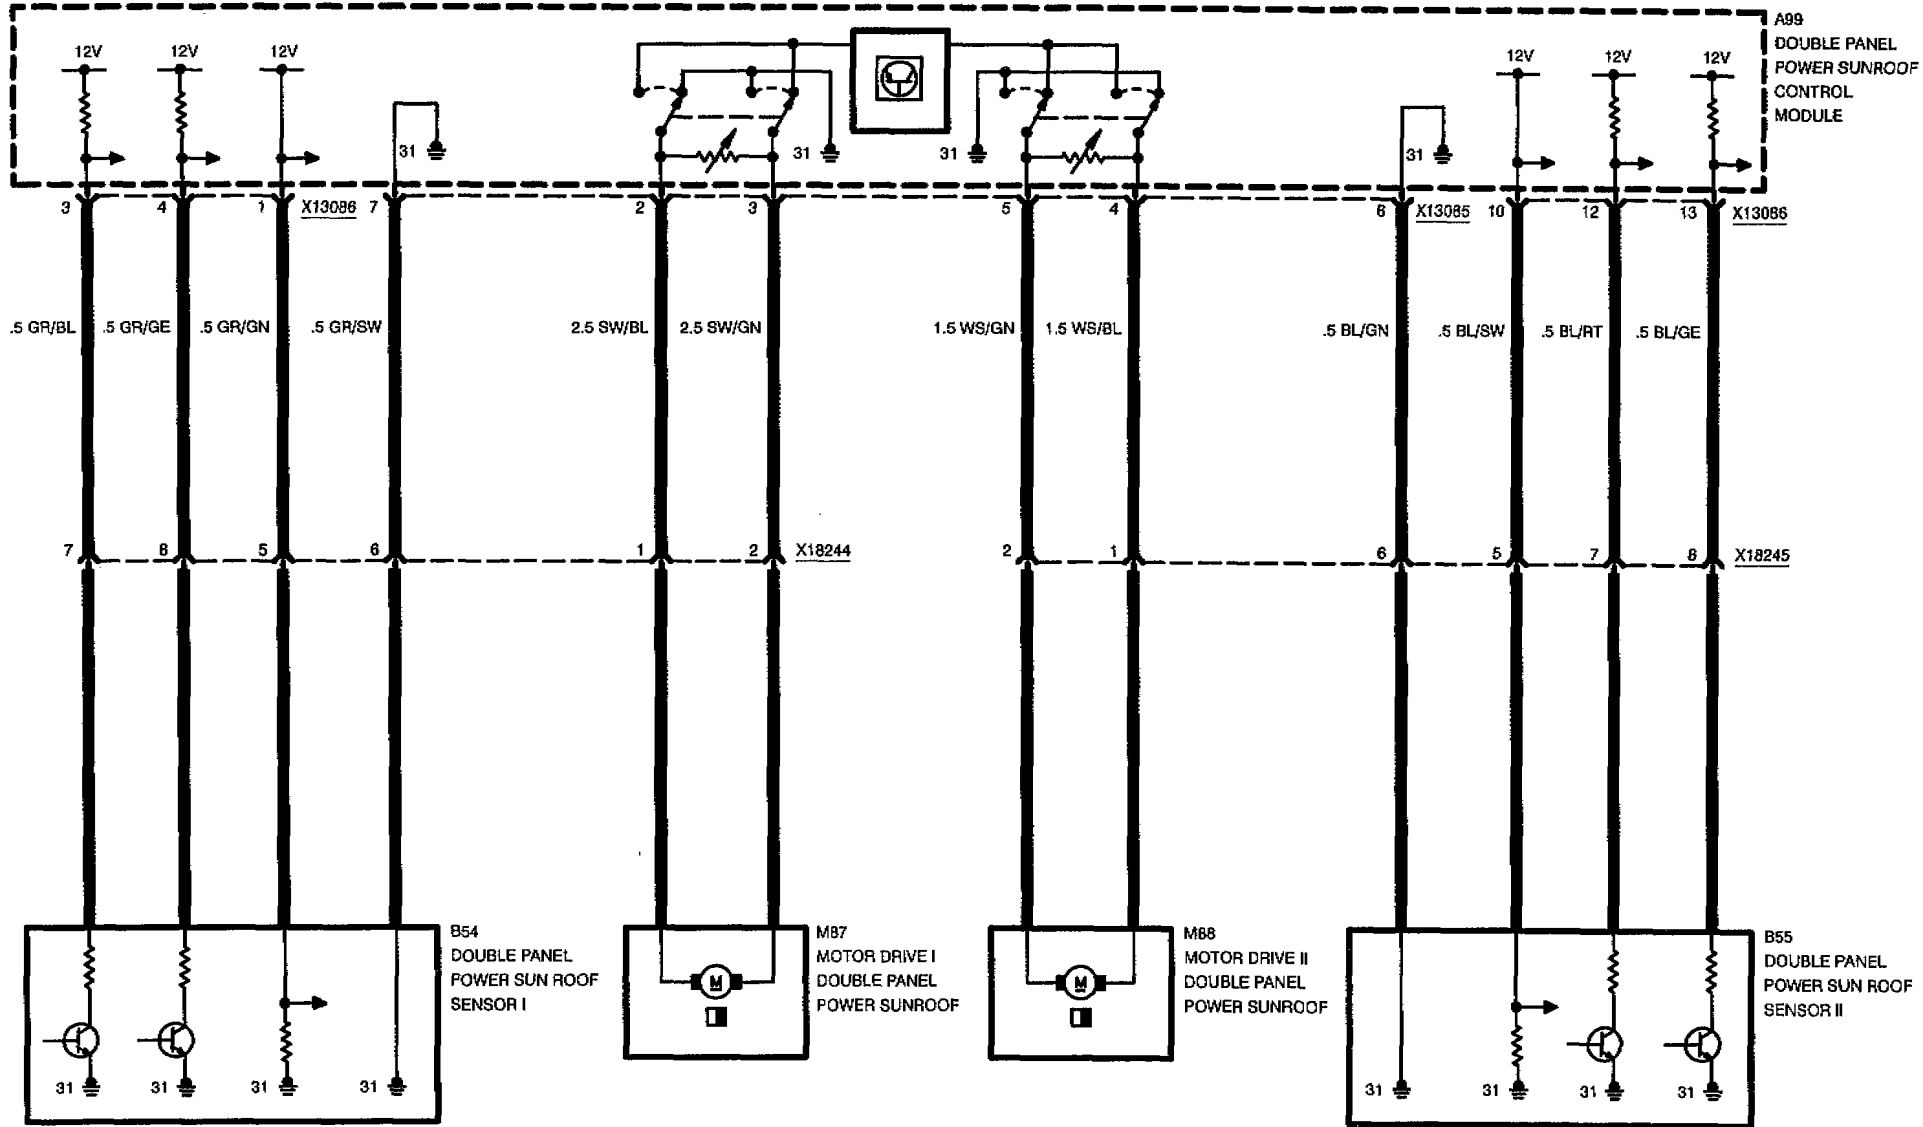 A99
DOUBLE PANEL
POWER SUNROOF
CONTROL
MODULE
12V 12V 12V 12V 12V 12V
31 31 31 31
3 4 1 X13086 7 2 3 5 4 6 X13085 10 12 13 X13086
.5 GR/BL .5 GR/GE .5 GR/GN .5 GR/SW 2.5 SW/BL 2.5 SW/GN 1.5 WS/GN 1.5 WS/BL .5 BL/GN .5 BL/SW .5 BL/RT .5 BL/GE
7 8 5 6 1 2 X18244 2 1 6 5 7 8 X18245
B54
DOUBLE PANEL
POWER SUN ROOF
SENSOR I
M87
MOTOR DRIVE I
DOUBLE PANEL
POWER SUNROOF
M88
MOTOR DRIVE II
DOUBLE PANEL
POWER SUNROOF
B55
DOUBLE PANEL
POWER SUN ROOF
SENSOR II
M M
31 31 31 31 31 31 31 31